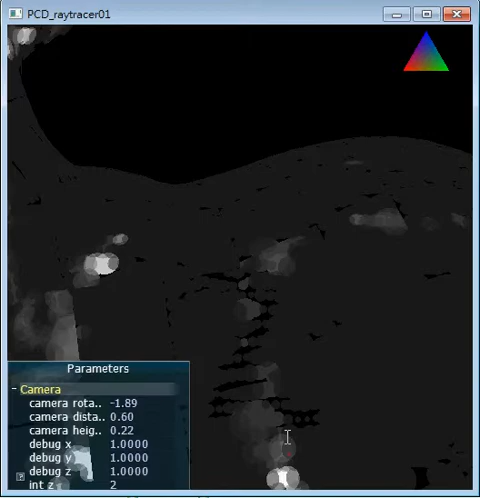 PCD_raytracer01
Parameters
Camera
camera rota.. -1.89
camera dista.. 0.60
camera heig.. 0.22
debug x 1.0000
debug y 1.0000
debug z 1.0000
? int z 2